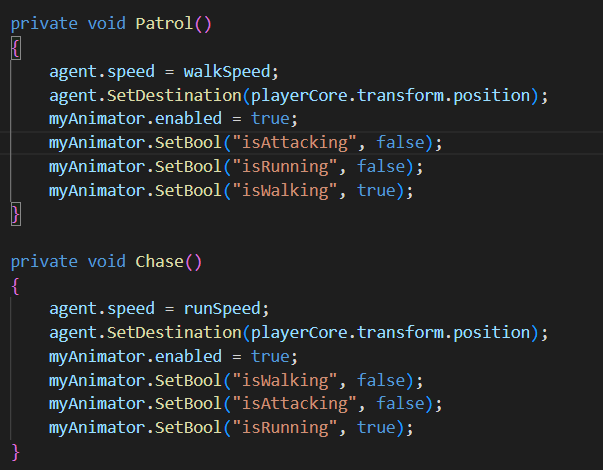 private void Patrol()
{
    agent.speed = walkSpeed;
    agent.SetDestination(playerCore.transform.position);
    myAnimator.enabled = true;
    myAnimator.SetBool("isAttacking", false);
    myAnimator.SetBool("isRunning", false);
    myAnimator.SetBool("isWalking", true);
}

private void Chase()
{
    agent.speed = runSpeed;
    agent.SetDestination(playerCore.transform.position);
    myAnimator.enabled = true;
    myAnimator.SetBool("isWalking", false);
    myAnimator.SetBool("isAttacking", false);
    myAnimator.SetBool("isRunning", true);
}